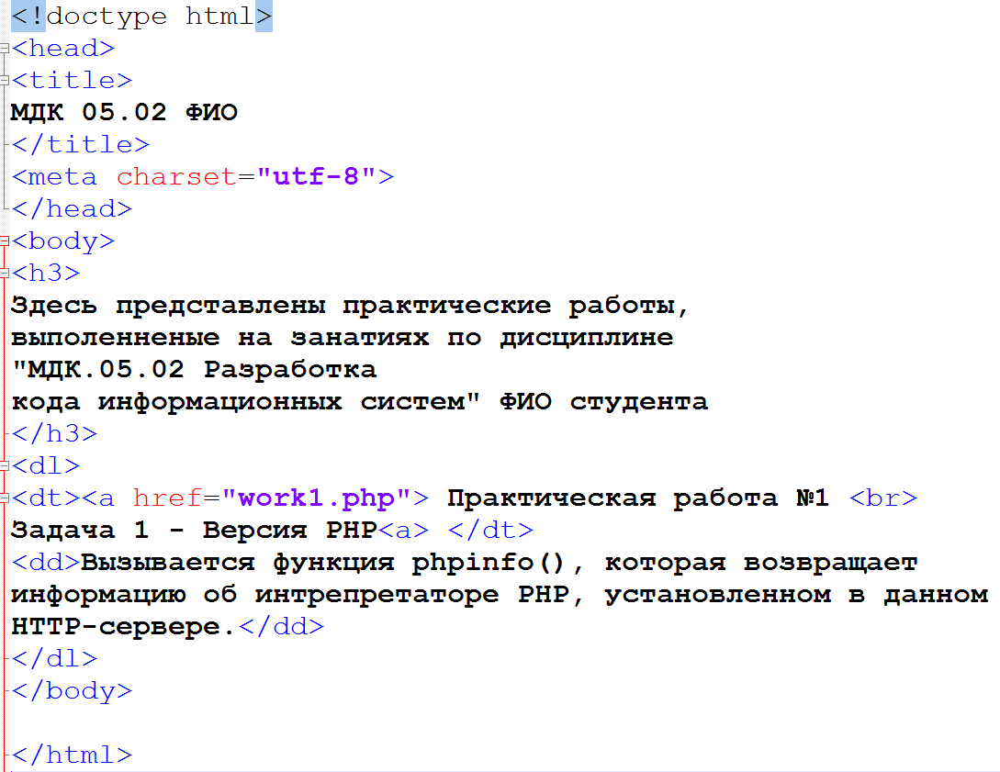 <!doctype html>
<head>
<title>
МДК 05.02 ФИО
</title>
<meta charset="utf-8">
</head>
<body>
<h3>
Здесь представлены практические работы,
выполенненые на занатиях по дисциплине
"МДК.05.02 Разработка
кода информационных систем" ФИО студента
</h3>
<dl>
<dt><a href="work1.php"> Практическая работа №1 <br>
Задача 1 - Версия PHP<a> </dt>
<dd>Вызывается функция phpinfo(), которая возвращает
информацию об интрепретаторе PHP, установленном в данном
HTTP-сервере.</dd>
</dl>
</body>
</html>